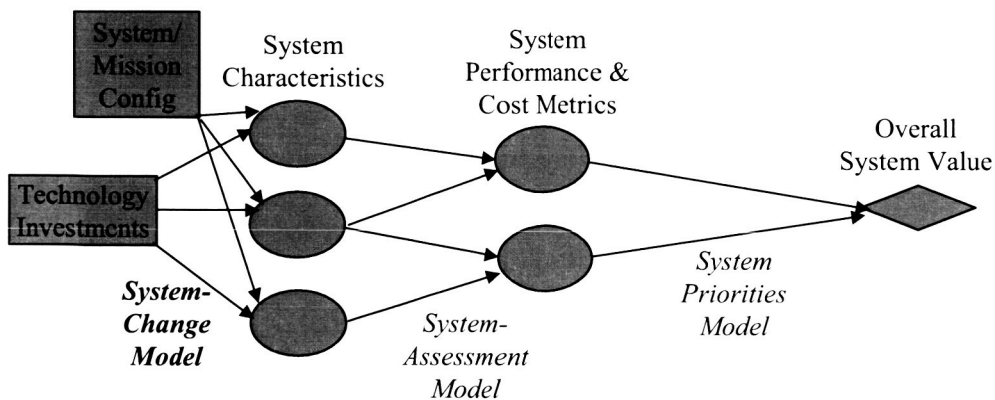 System/
Mission
Config
Technology
Investments
System
Characteristics
System
Performance &
Cost Metrics
Overall
System Value
System-
Change
Model
System-
Assessment
Model
System
Priorities
Model